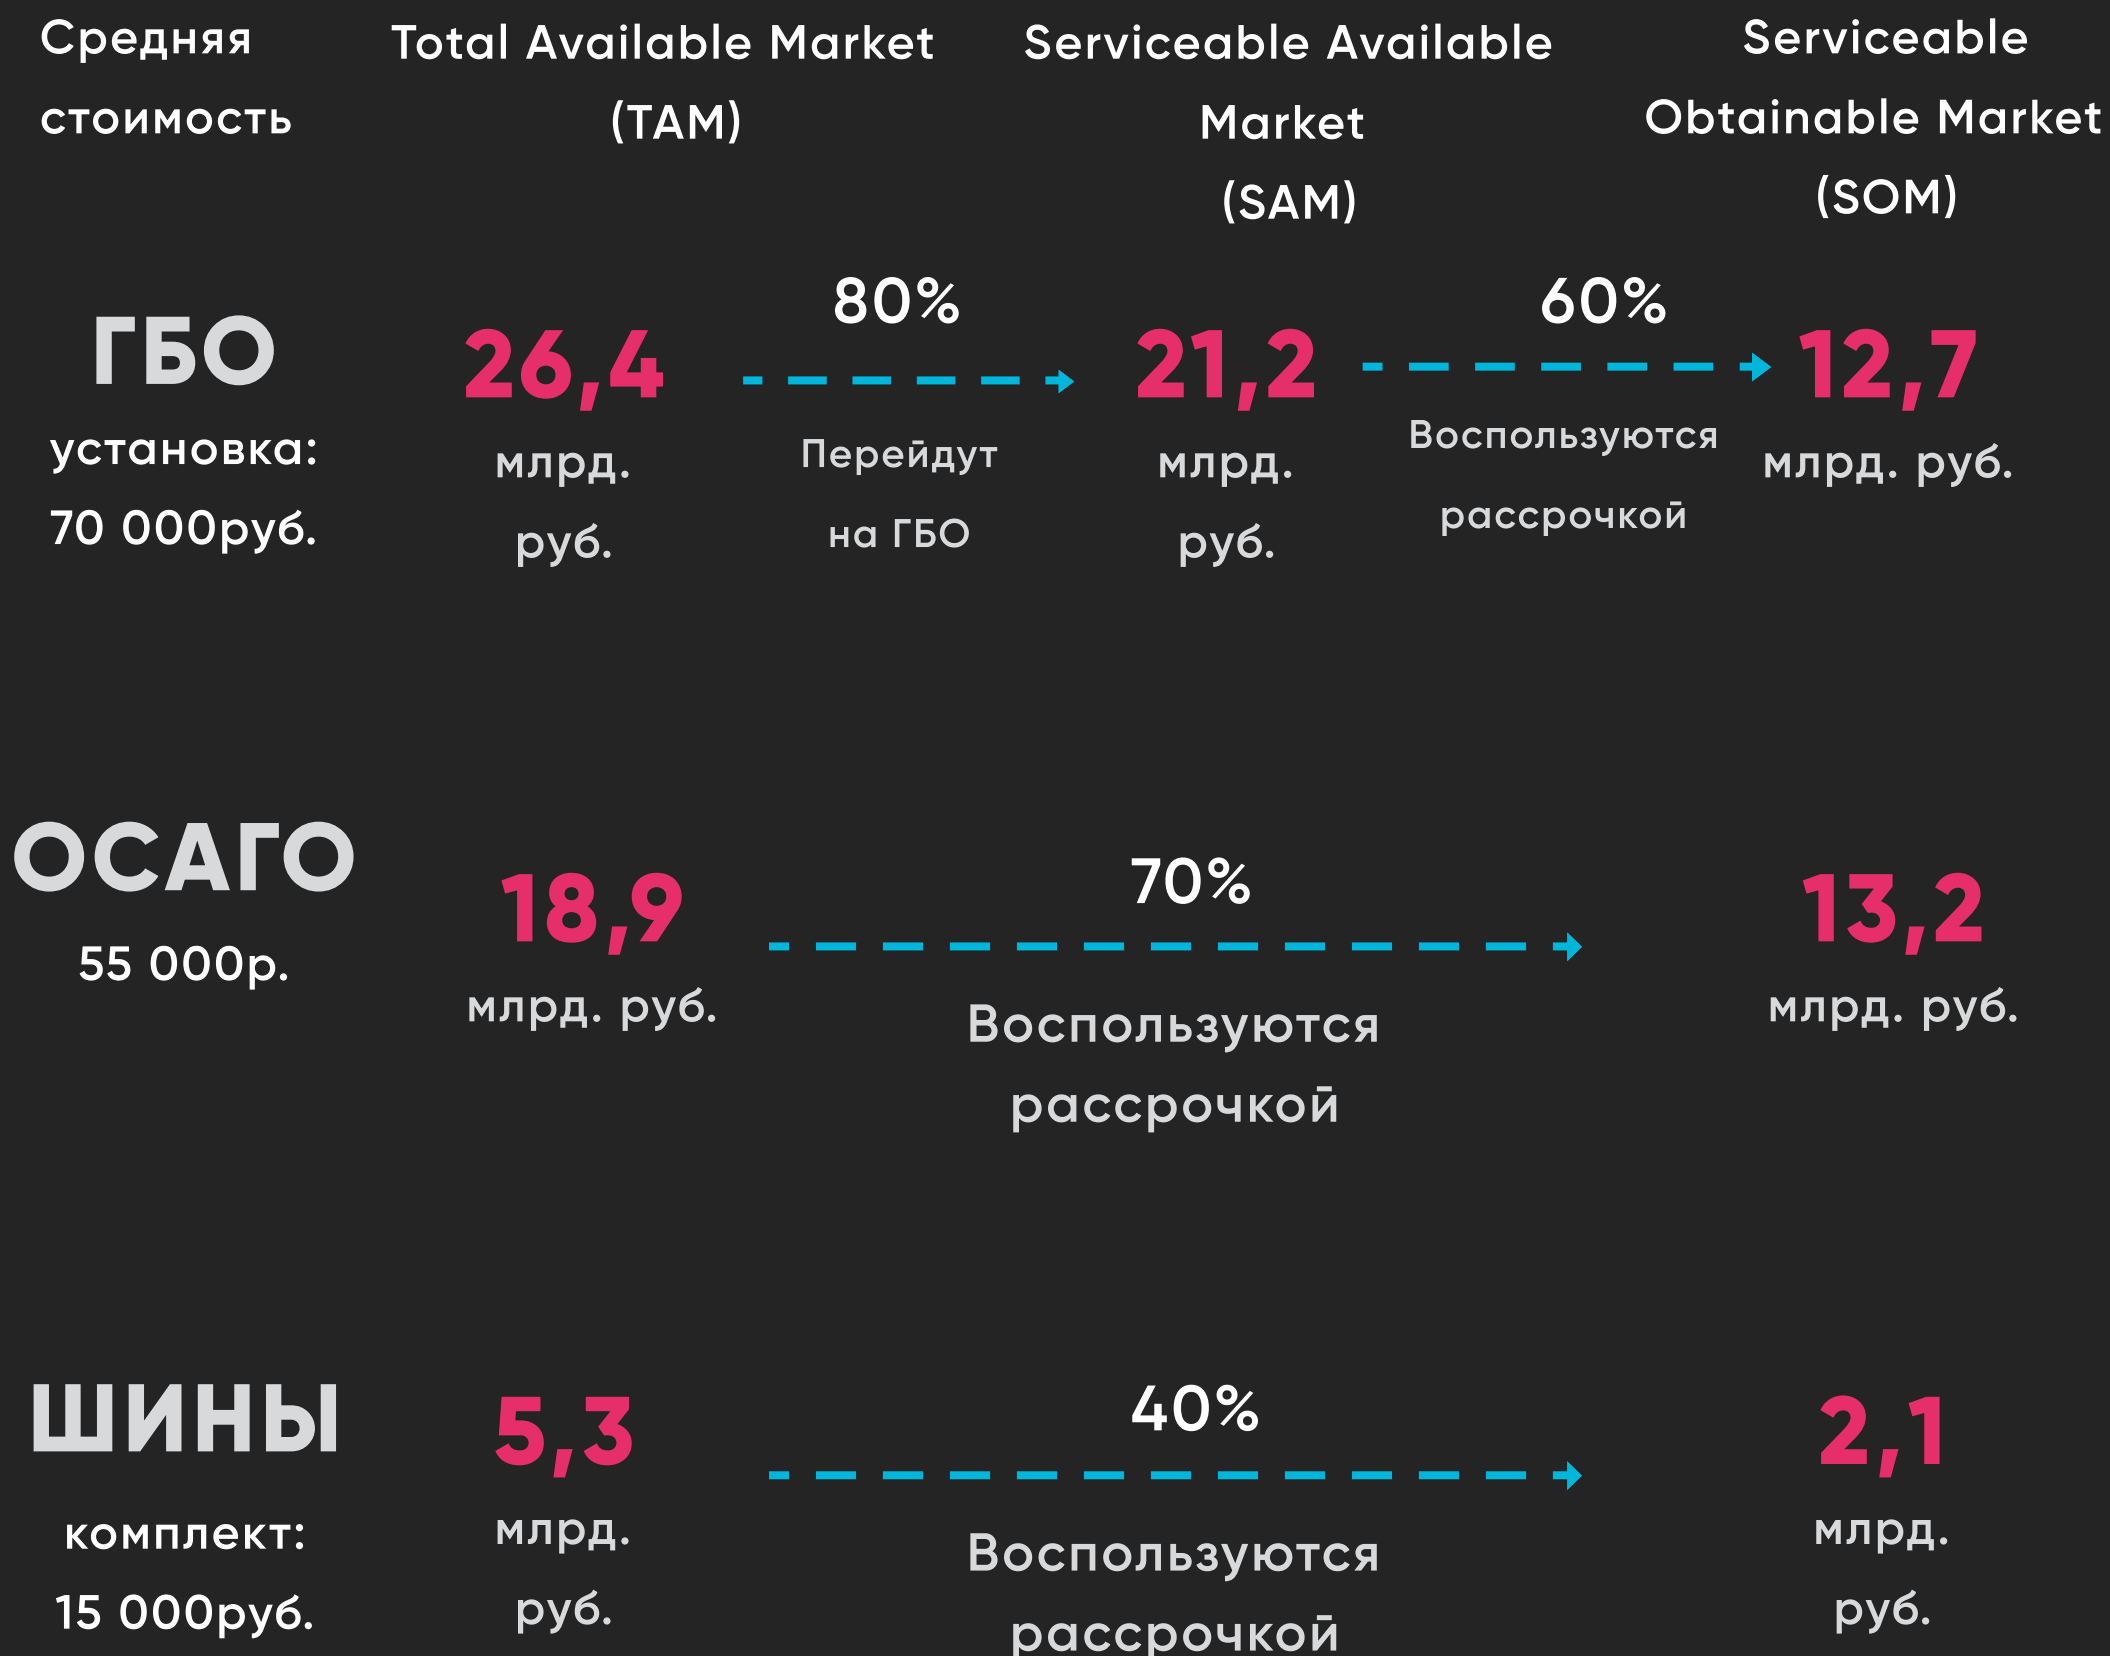 Средняя
стоимость
Total Available Market
(TAM)
Serviceable Available
Market
(SAM)
Serviceable
Obtainable Market
(SOM)
ГБО
установка:
70 000руб.
26,4
млрд.
руб.
80%
Перейдут
на ГБО
21,2
млрд.
руб.
60%
Воспользуются
рассрочкой
12,7
млрд. руб.
ОСАГО
55 000р.
18,9
млрд. руб.
70%
Воспользуются
рассрочкой
13,2
млрд. руб.
ШИНЫ
комплект:
15 000руб.
5,3
млрд.
руб.
40%
Воспользуются
рассрочкой
2,1
млрд.
руб.